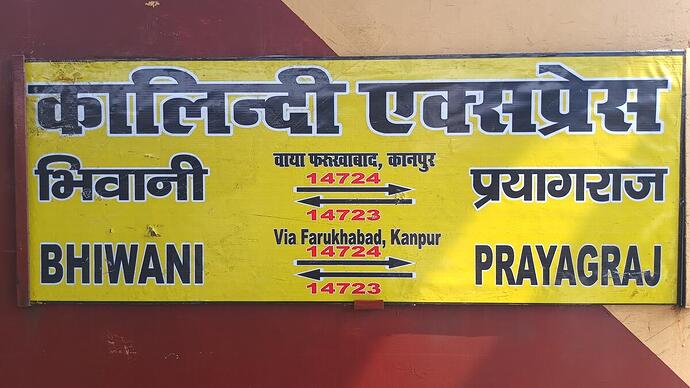 कालिन्दी एक्सप्रेस
वाया फरुखाबाद, कानपुर
भिवानी 14724 प्रयागराज
14723
Via Farukhabad, Kanpur
BHIWANI 14724 PRAYAGRAJ
14723